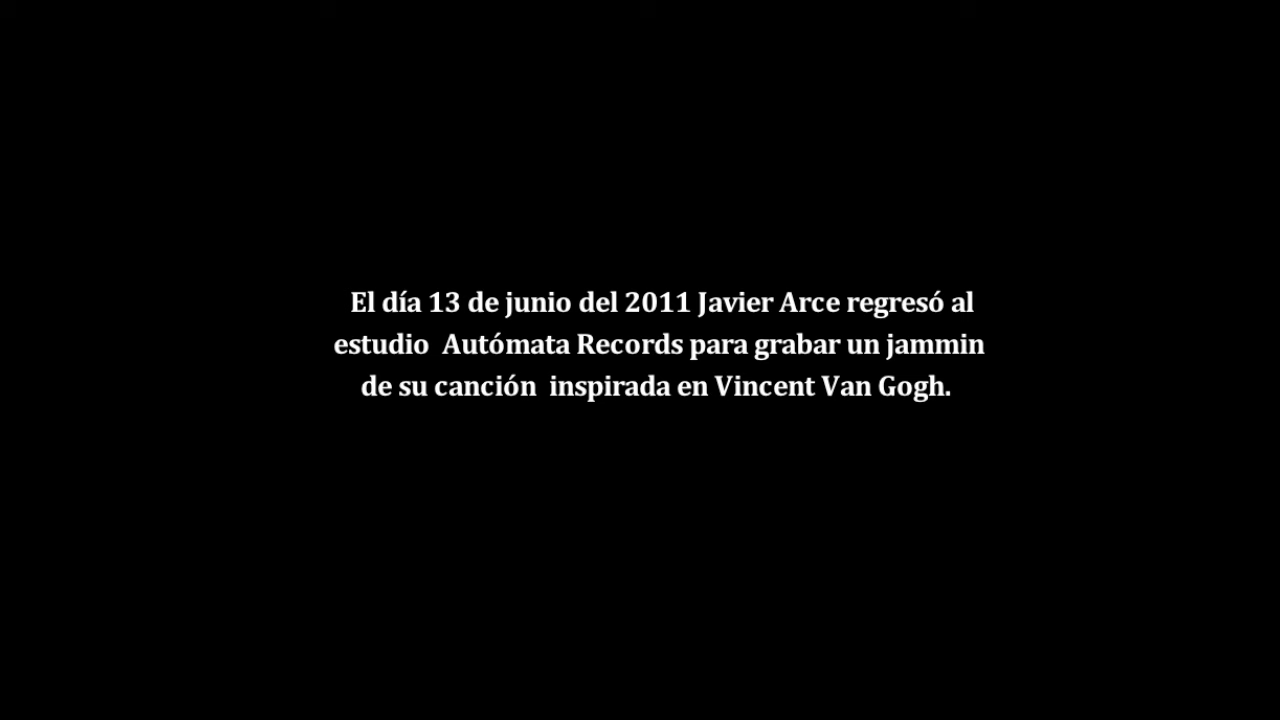 El día 13 de junio del 2011 Javier Arce regresó al
estudio  Autómata Records para grabar un jammin
de su canción  inspirada en Vincent Van Gogh.